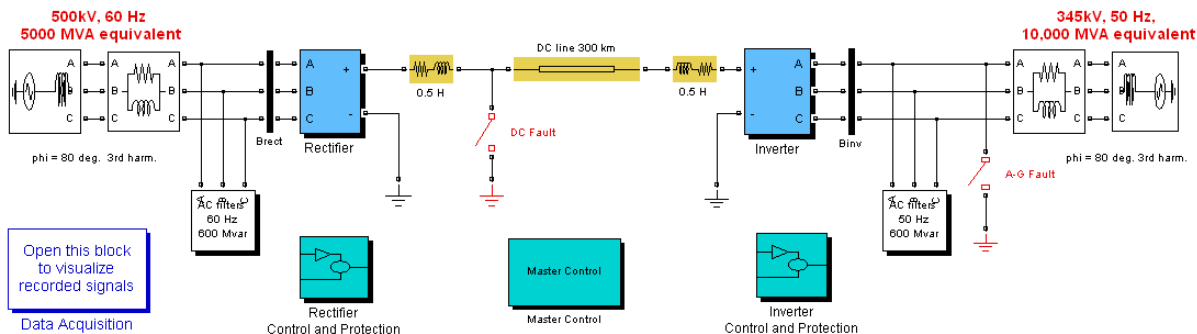 500kV, 60 Hz
5000 MVA equivalent
345kV, 50 Hz,
10,000 MVA equivalent
DC line 300 km
A
B
C
A
B
C
A
B
C
+
-
0.5 H
0.5 H
+
-
A
B
C
A
B
C
A
B
C
Brect
Rectifier
DC Fault
Inverter
Binv
phi = 80 deg. 3rd harm.
phi = 80 deg. 3rd harm.
A-G Fault
A
B
C
AC filters
60 Hz
600 Mvar
A
B
C
AC filters
50 Hz
600 Mvar
Open this block
to visualize
recorded signals
Data Acquisition
Rectifier
Control and Protection
Master Control
Master Control
Inverter
Control and Protection